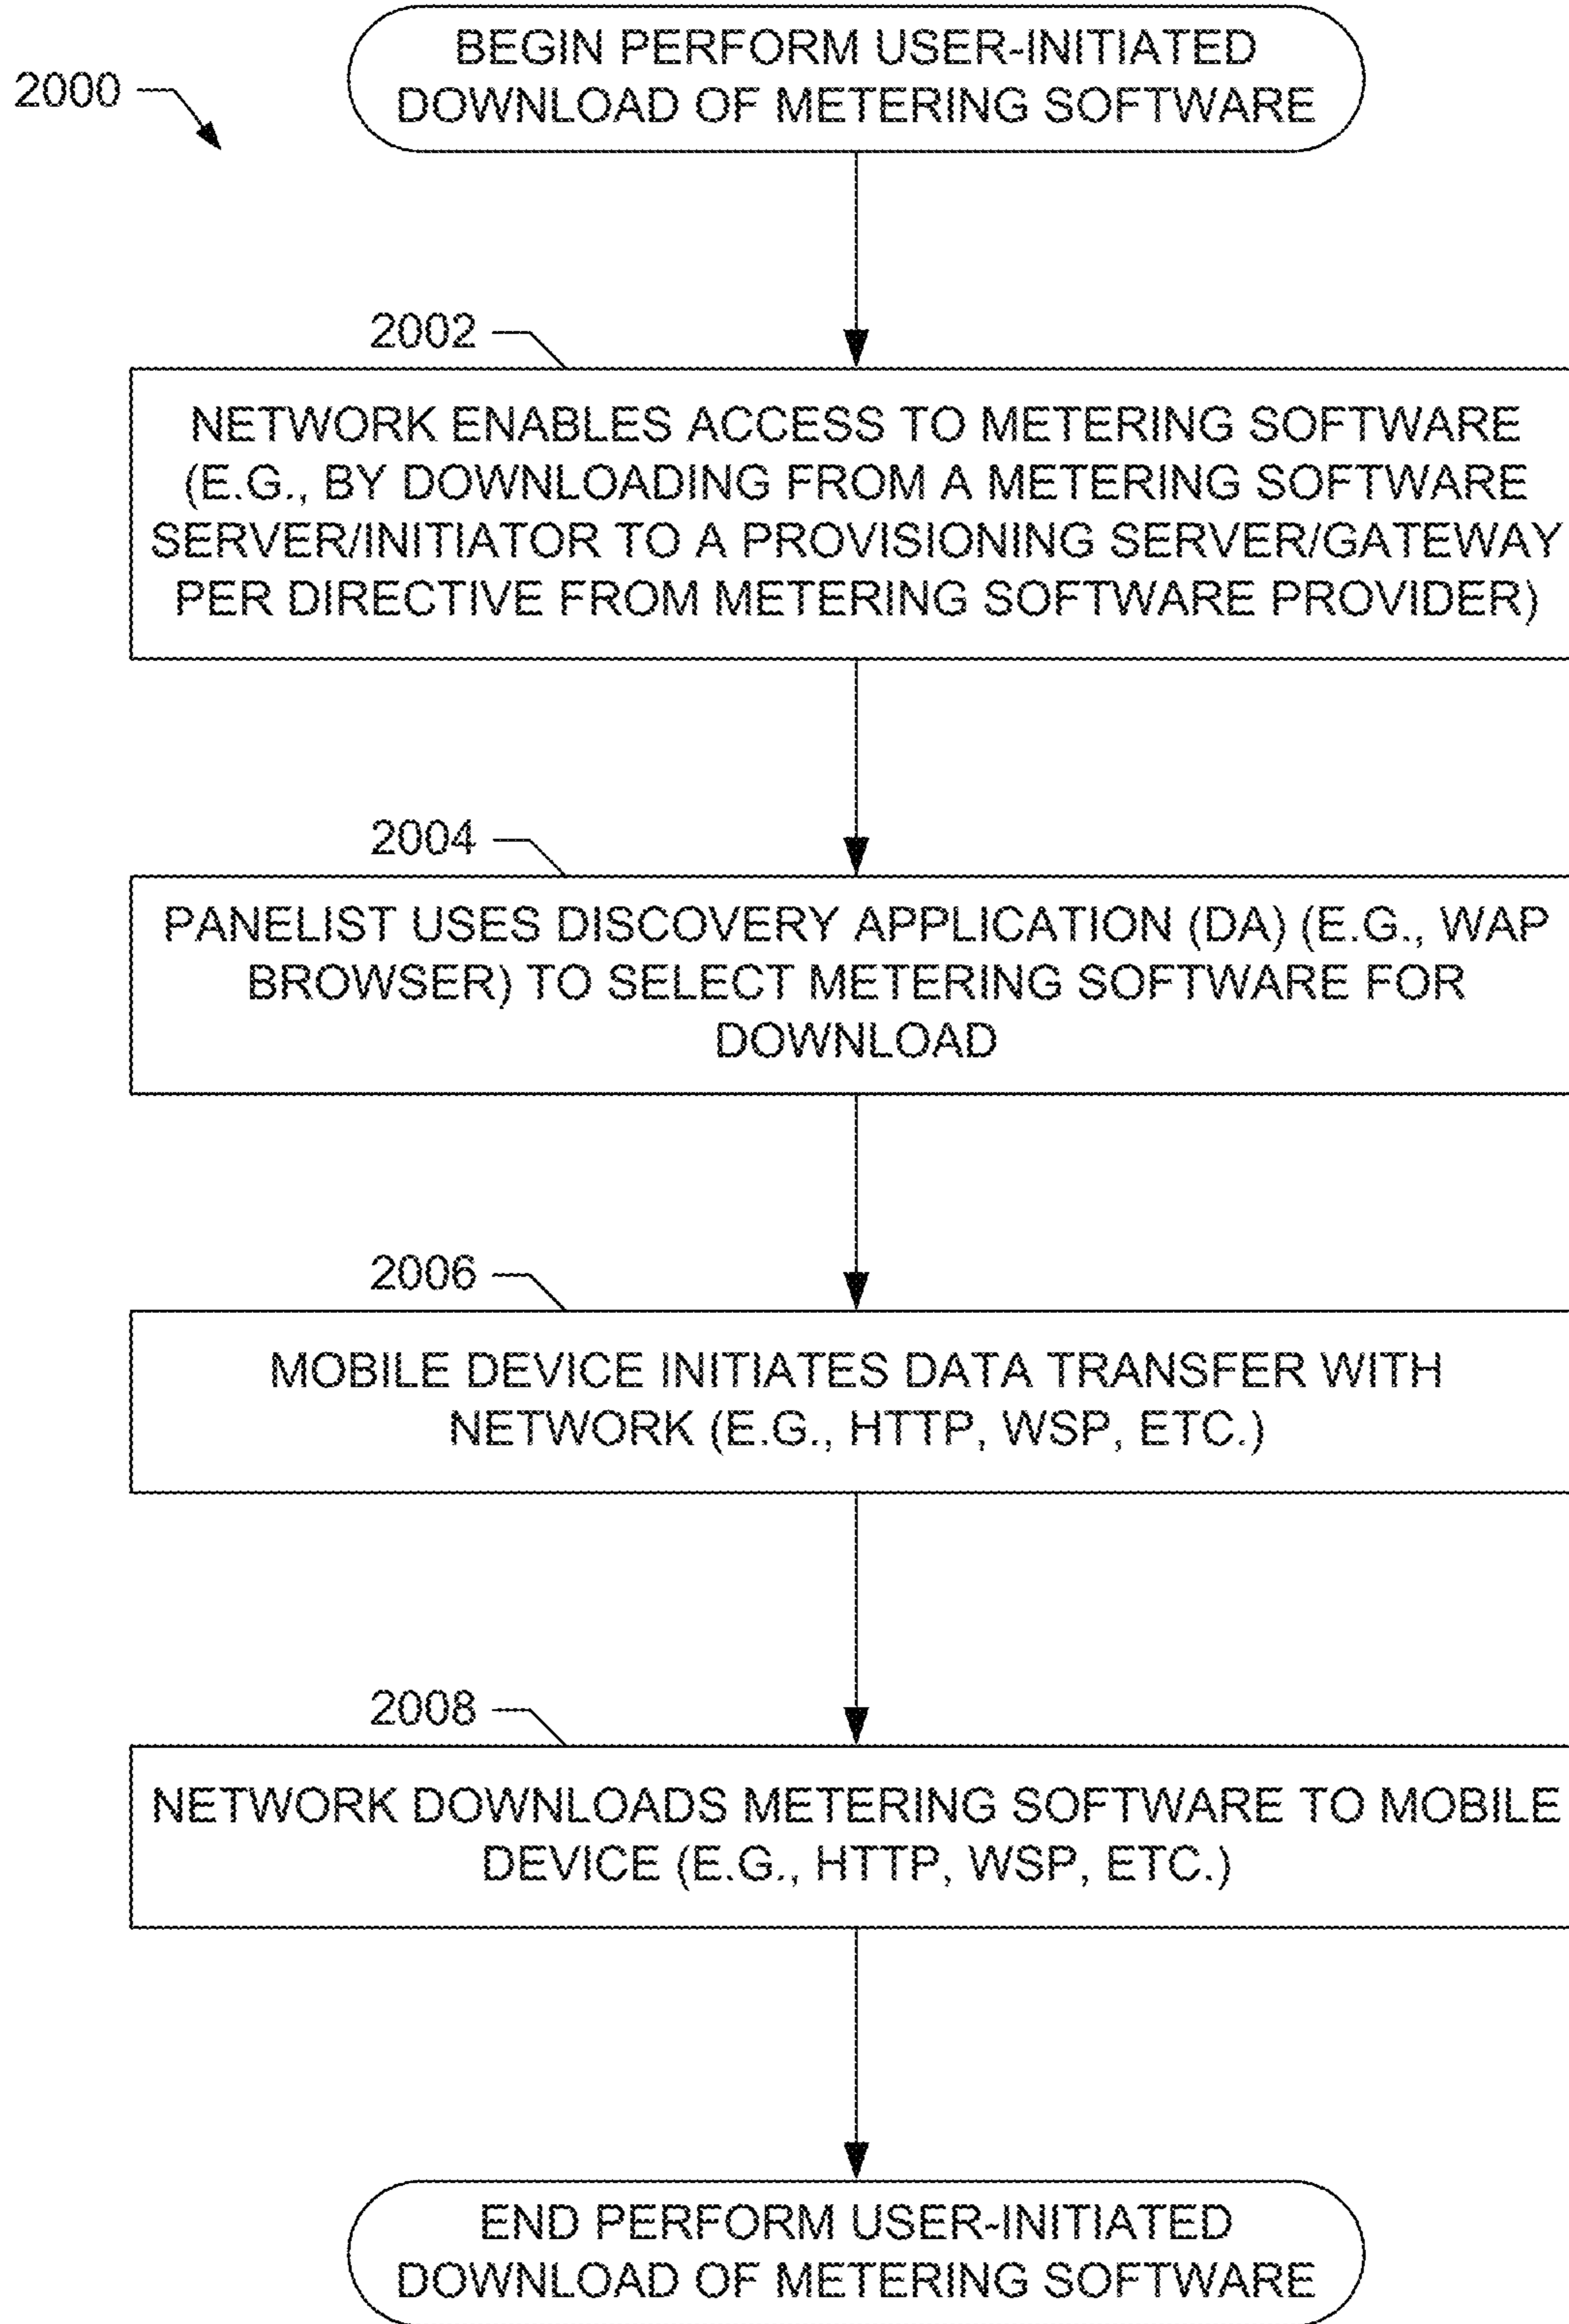 BEGIN PERFORM USER-INITIATED
DOWNLOAD OF METERING SOFTWARE
2000
2002
NETWORK ENABLES ACCESS TO METERING SOFTWARE
(E.G., BY DOWNLOADING FROM A METERING SOFTWARE
SERVER/INITIATOR TO A PROVISIONING SERVER/GATEWAY
PER DIRECTIVE FROM METERING SOFTWARE PROVIDER)
2004
PANELIST USES DISCOVERY APPLICATION (DA) (E.G., WAP
BROWSER) TO SELECT METERING SOFTWARE FOR
DOWNLOAD
2006
MOBILE DEVICE INITIATES DATA TRANSFER WITH
NETWORK (E.G., HTTP, WSP, ETC.)
2008
NETWORK DOWNLOADS METERING SOFTWARE TO MOBILE
DEVICE (E.G., HTTP, WSP, ETC.)
END PERFORM USER-INITIATED
DOWNLOAD OF METERING SOFTWARE